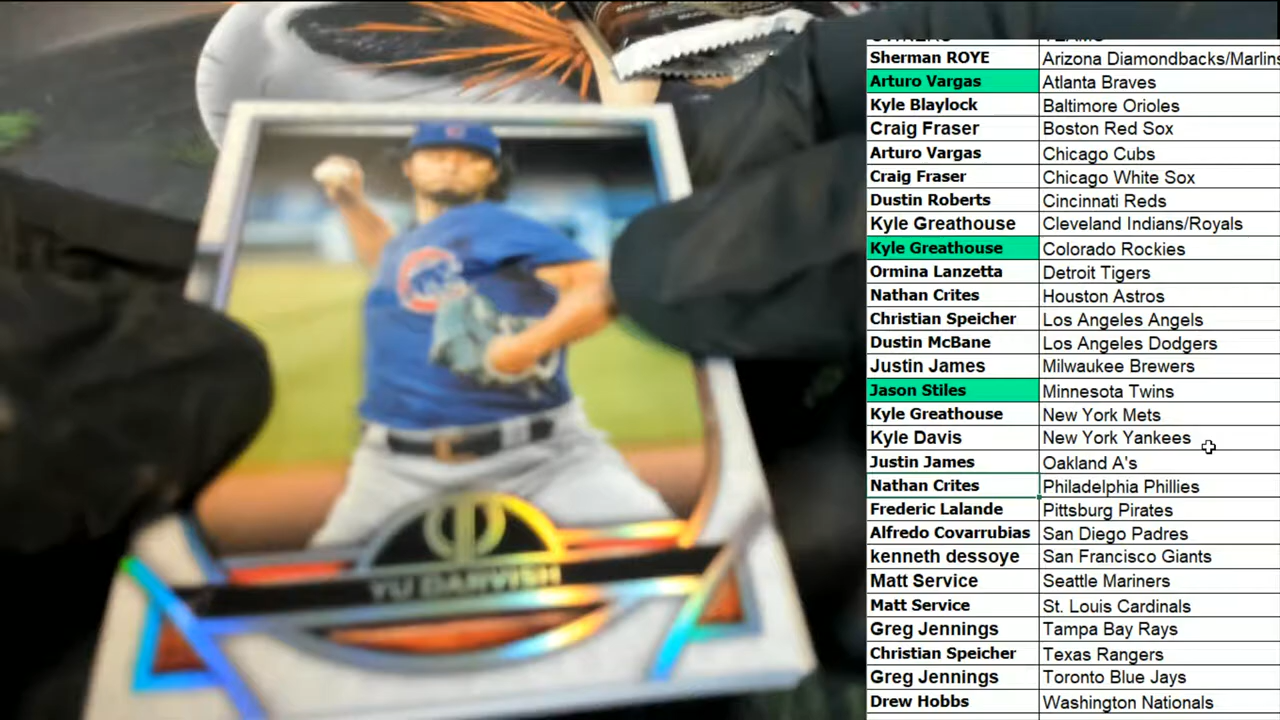 YU DARVISH
Sherman ROYE Arizona Diamondbacks/Marlins
Arturo Vargas Atlanta Braves
Kyle Blaylock Baltimore Orioles
Craig Fraser Boston Red Sox
Arturo Vargas Chicago Cubs
Craig Fraser Chicago White Sox
Dustin Roberts Cincinnati Reds
Kyle Greathouse Cleveland Indians/Royals
Kyle Greathouse Colorado Rockies
Ormina Lanzetta Detroit Tigers
Nathan Crites Houston Astros
Christian Speicher Los Angeles Angels
Dustin McBane Los Angeles Dodgers
Justin James Milwaukee Brewers
Jason Stiles Minnesota Twins
Kyle Greathouse New York Mets
Kyle Davis New York Yankees
Justin James Oakland A's
Nathan Crites Philadelphia Phillies
Frederic Lalande Pittsburg Pirates
Alfredo Covarrubias San Diego Padres
kenneth dessoye San Francisco Giants
Matt Service Seattle Mariners
Matt Service St. Louis Cardinals
Greg Jennings Tampa Bay Rays
Christian Speicher Texas Rangers
Greg Jennings Toronto Blue Jays
Drew Hobbs Washington Nationals